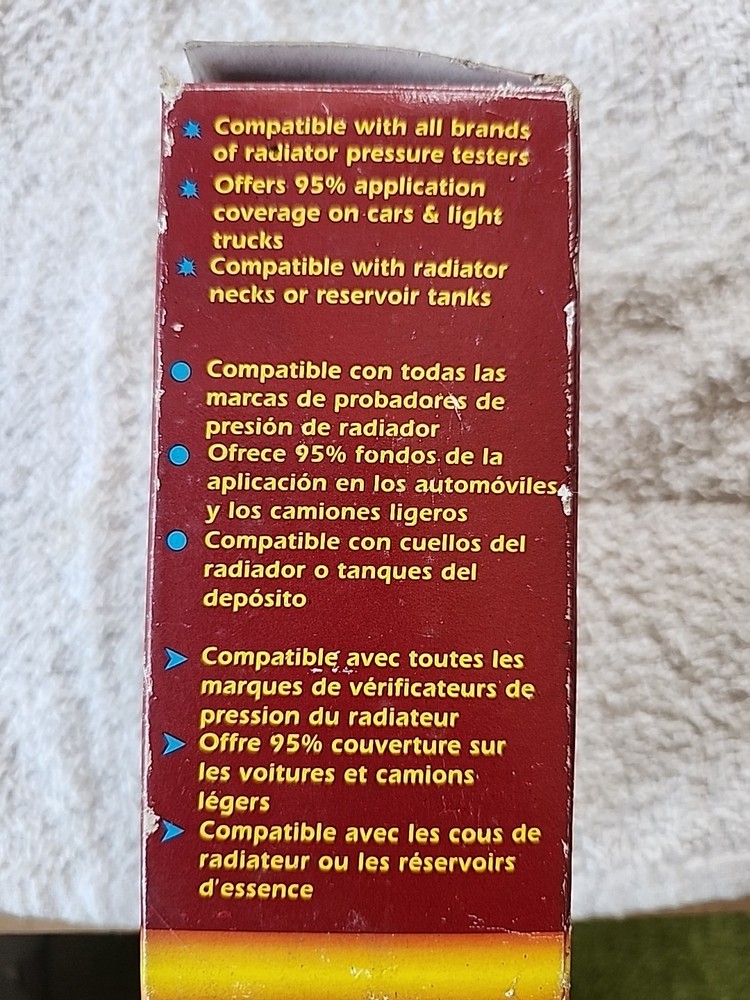 Compatible with all brands
of radiator pressure testers
Offers 95% application
coverage on cars & light
trucks
Compatible with radiator
necks or reservoir tanks
Compatible con todas las
marcas de probadores de
presión de radiador
Ofrece 95% fondos de la
aplicación en los automóviles
y los camiones ligeros
Compatible con cuellos del
radiador o tanques del
depósito
Compatible avec toutes les
marques de vérificateurs de
pression du radiateur
Offre 95% couverture sur
les voitures et camions
légers
Compatible avec les cous de
radiateur ou les réservoirs
d'essence